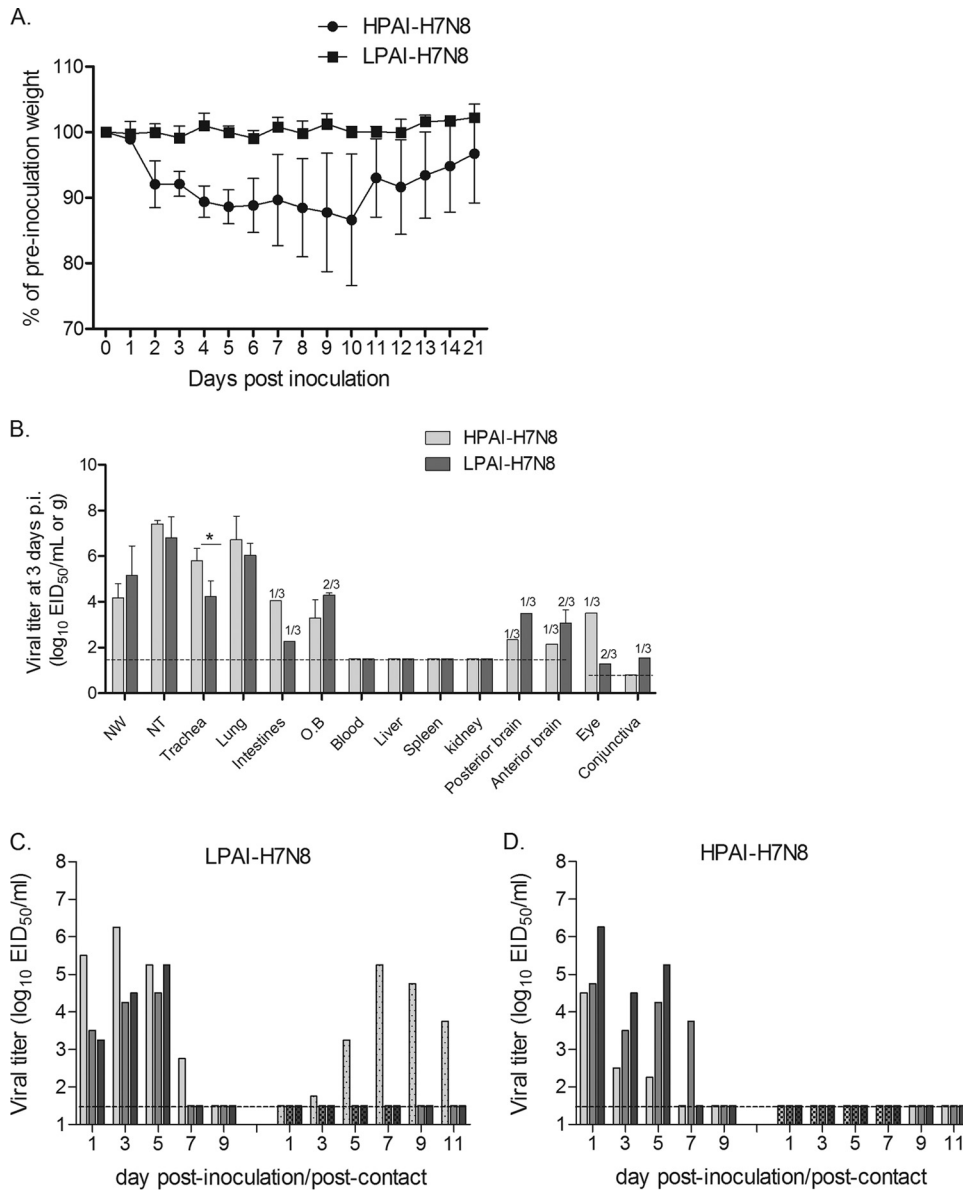 A.
HPAI-H7N8
LPAI-H7N8
110
100
90
80
70
% of pre-inoculation weight
0 1 2 3 4 5 6 7 8 9 10 11 12 13 14 21
Days post inoculation
B.
HPAI-H7N8
LPAI-H7N8
10
8
6
4
2
0
Viral titer at 3 days p.i.
(log10 EID50/mL or g)
*
1/3
1/3
2/3
1/3
1/3
1/3
2/3
1/3
2/3
1/3
NW
NT
Trachea
Lung
Intestines
O.B
Blood
Liver
Spleen
kidney
Posterior brain
Anterior brain
Eye
Conjunctiva
C.
LPAI-H7N8
8
7
6
5
4
3
2
1
Viral titer (log10 EID50/ml)
1 3 5 7 9 1 3 5 7 9 11
day post-inoculation/post-contact
D.
HPAI-H7N8
8
7
6
5
4
3
2
1
Viral titer (log10 EID50/ml)
1 3 5 7 9 1 3 5 7 9 11
day post-inoculation/post-contact